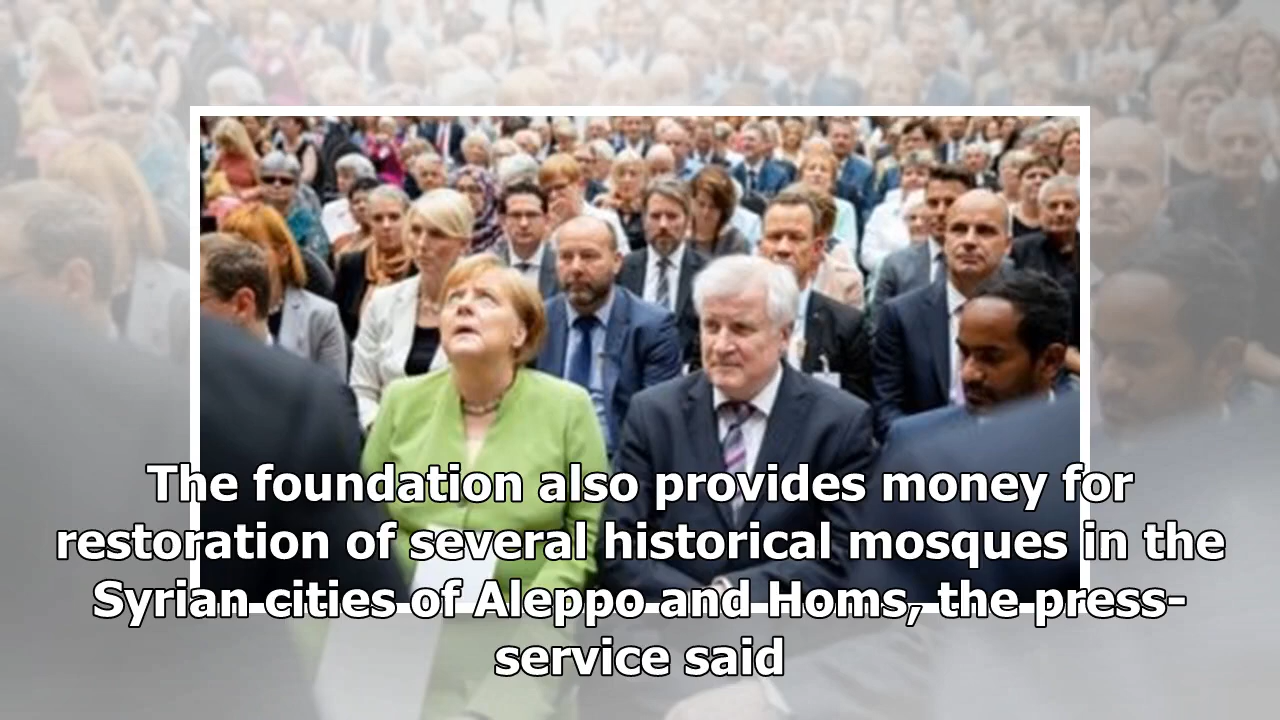 The foundation also provides money for
restoration of several historical mosques in the
Syrian cities of Aleppo and Homs, the press-
service said